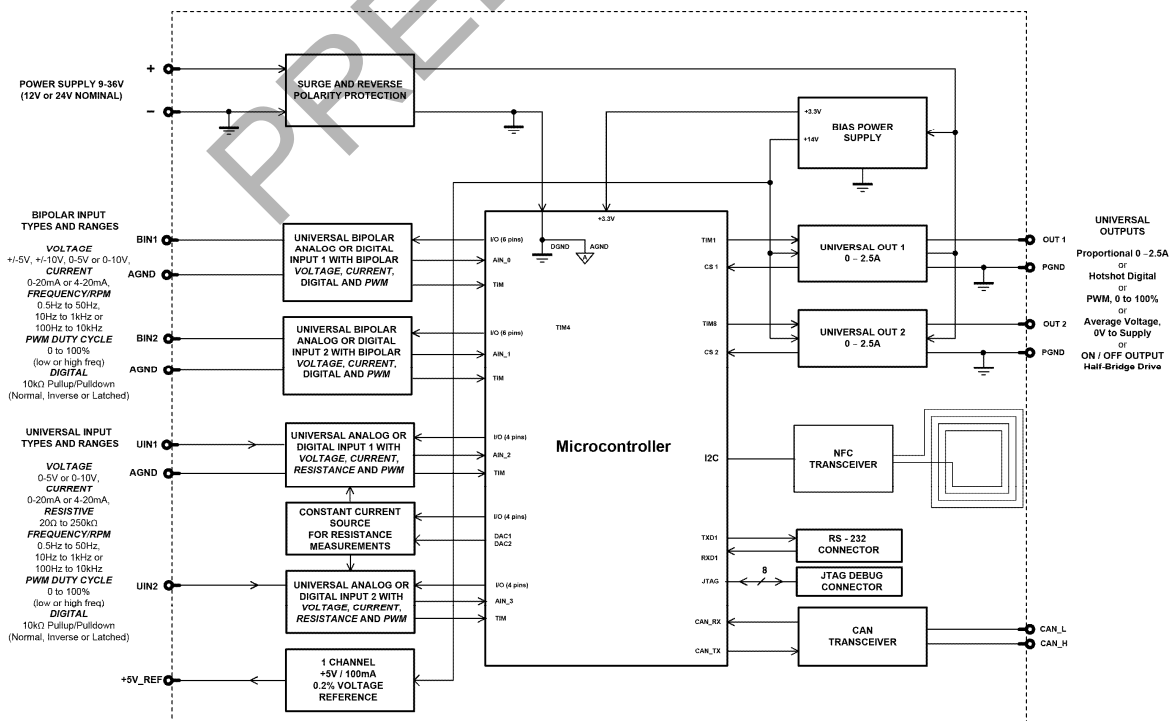 PRE
POWER SUPPLY 9-36V
(12V or 24V NOMINAL)
+
−
SURGE AND REVERSE
POLARITY PROTECTION
+3.3V
+14V
BIAS POWER
SUPPLY
BIPOLAR INPUT
TYPES AND RANGES
VOLTAGE
+/-5V, +/-10V, 0-5V or 0-10V,
CURRENT
0-20mA or 4-20mA,
FREQUENCY/RPM
0.5Hz to 50Hz,
10Hz to 1kHz or
100Hz to 10kHz
PWM DUTY CYCLE
0 to 100%
(low or high freq)
DIGITAL
10kΩ Pullup/Pulldown
(Normal, Inverse or Latched)
BIN1
AGND
BIN2
AGND
UNIVERSAL BIPOLAR
ANALOG OR DIGITAL
INPUT 1 WITH BIPOLAR
VOLTAGE, CURRENT,
DIGITAL AND PWM
UNIVERSAL BIPOLAR
ANALOG OR DIGITAL
INPUT 2 WITH BIPOLAR
VOLTAGE, CURRENT,
DIGITAL AND PWM
I/O (6 pins)
AIN_0
TIM
I/O (6 pins)
AIN_1
TIM
+3.3V
DGND
AGND
A
TIM4
Microcontroller
TIM1
CS 1
TIM8
CS 2
UNIVERSAL OUT 1
0 – 2.5A
UNIVERSAL OUT 2
0 – 2.5A
OUT 1
PGND
OUT 2
PGND
UNIVERSAL
OUTPUTS
Proportional 0 –2.5A
or
Hotshot Digital
or
PWM, 0 to 100%
or
Average Voltage,
0V to Supply
or
ON / OFF OUTPUT
Half-Bridge Drive
UNIVERSAL INPUT
TYPES AND RANGES
VOLTAGE
0-5V or 0-10V,
CURRENT
0-20mA or 4-20mA,
RESISTIVE
20Ω to 250kΩ
FREQUENCY/RPM
0.5Hz to 50Hz,
10Hz to 1kHz or
100Hz to 10kHz
PWM DUTY CYCLE
0 to 100%
(low or high freq)
DIGITAL
10kΩ Pullup/Pulldown
(Normal, Inverse or Latched)
UIN1
AGND
UIN2
+5V_REF
UNIVERSAL ANALOG OR
DIGITAL INPUT 1 WITH
VOLTAGE, CURRENT,
RESISTANCE AND PWM
CONSTANT CURRENT
SOURCE
FOR RESISTANCE
MEASUREMENTS
UNIVERSAL ANALOG OR
DIGITAL INPUT 2 WITH
VOLTAGE, CURRENT,
RESISTANCE AND PWM
1 CHANNEL
+5V / 100mA
0.2% VOLTAGE
REFERENCE
I/O (4 pins)
AIN_2
TIM
I/O (4 pins)
DAC1
DAC2
I/O (4 pins)
AIN_3
TIM
I2C
NFC
TRANSCEIVER
TXD1
RXD1
RS - 232
CONNECTOR
JTAG
8
JTAG DEBUG
CONNECTOR
CAN_RX
CAN_TX
CAN
TRANSCEIVER
CAN_L
CAN_H